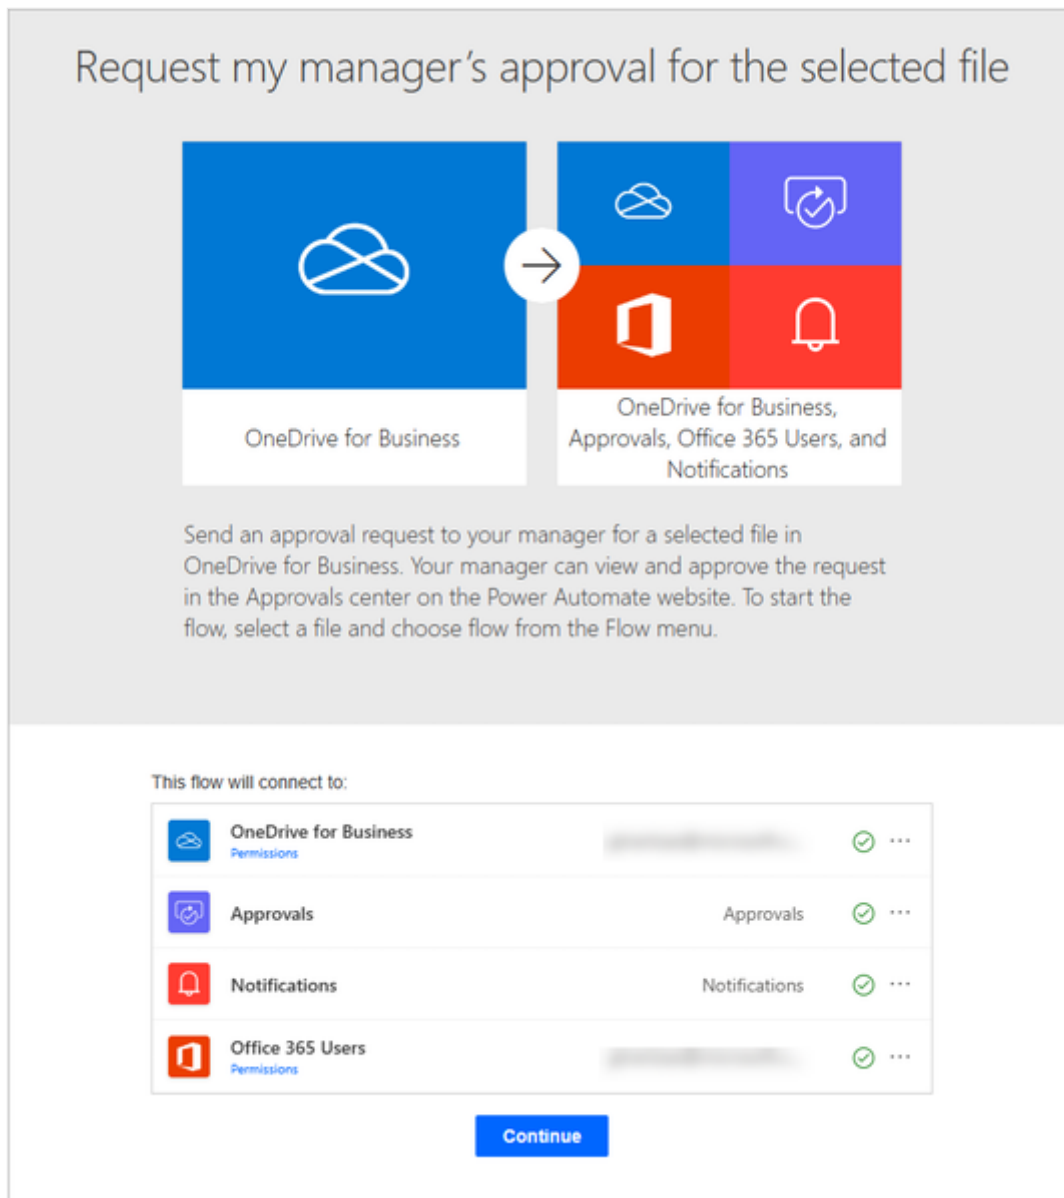 Request my manager's approval for the selected file
OneDrive for Business
OneDrive for Business,
Approvals, Office 365 Users, and
Notifications
Send an approval request to your manager for a selected file in
OneDrive for Business. Your manager can view and approve the request
in the Approvals center on the Power Automate website. To start the
flow, select a file and choose flow from the Flow menu.
This flow will connect to:
OneDrive for Business
Permissions
Approvals Approvals
Notifications Notifications
Office 365 Users
Permissions
Continue